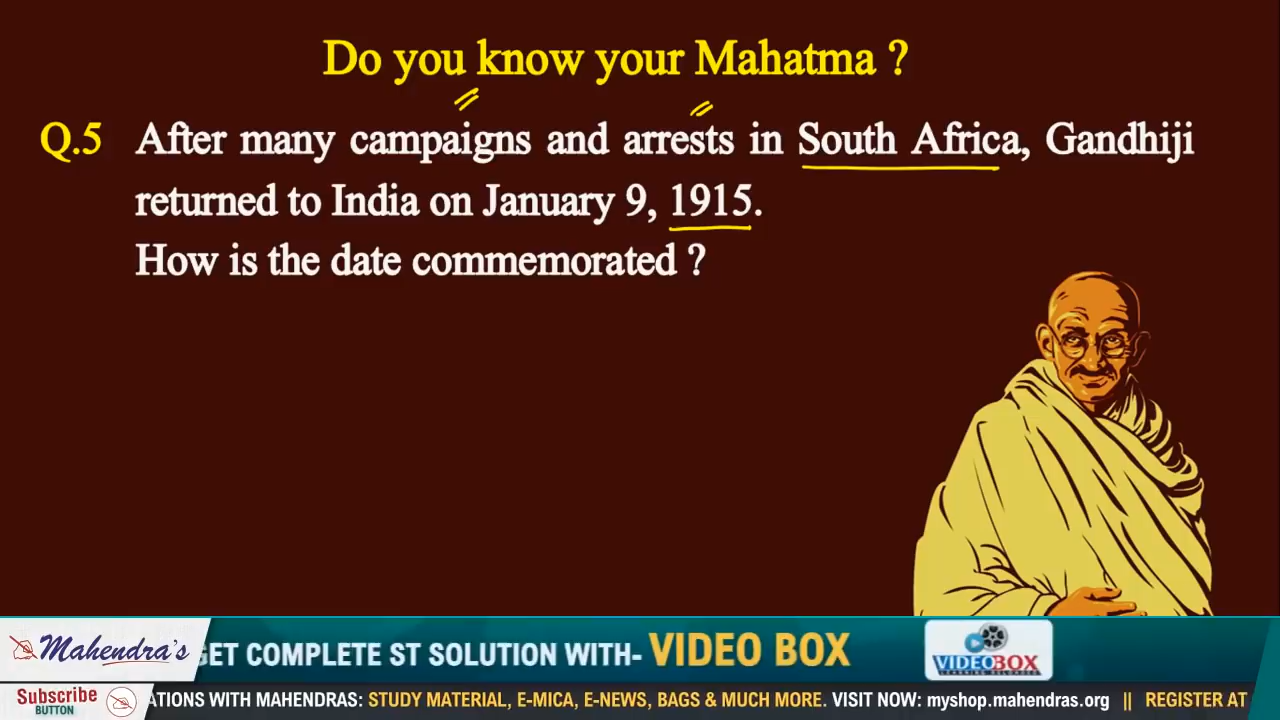 Do you know your Mahatma ?
Q.5 After many campaigns and arrests in South Africa, Gandhiji
returned to India on January 9, 1915.
How is the date commemorated ?
Mahendra's
GET COMPLETE ST SOLUTION WITH- VIDEO BOX
VIDEOBOX
Subscribe
BUTTON
ATIONS WITH MAHENDRAS: STUDY MATERIAL, E-MICA, E-NEWS, BAGS & MUCH MORE. VISIT NOW: myshop.mahendras.org || REGISTER AT